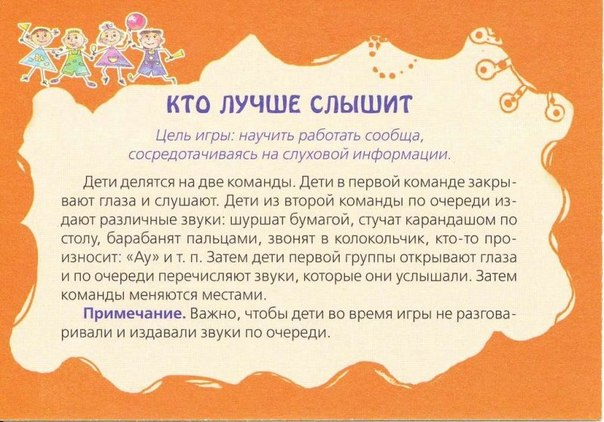 КТО ЛУЧШЕ СЛЫШИТ
Цель игры: научить работать сообща,
сосредотачиваясь на слуховой информации.
Дети делятся на две команды. Дети в первой команде закры-
вают глаза и слушают. Дети из второй команды по очереди из-
дают различные звуки: шуршат бумагой, стучат карандашом по
столу, барабанят пальцами, звонят в колокольчик, кто-то про-
износит: «Ау» и т. п. Затем дети первой группы открывают глаза
и по очереди перечисляют звуки, которые они услышали. Затем
команды меняются местами.
Примечание. Важно, чтобы дети во время игры не разгова-
ривали и издавали звуки по очереди.